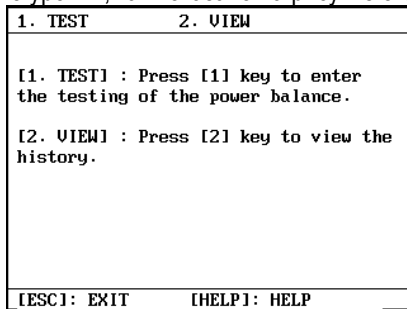 1. TEST 2. VIEW
[1. TEST] : Press [1] key to enter
the testing of the power balance.
[2. VIEW] : Press [2] key to view the
history.
[ESC]: EXIT [HELP]: HELP